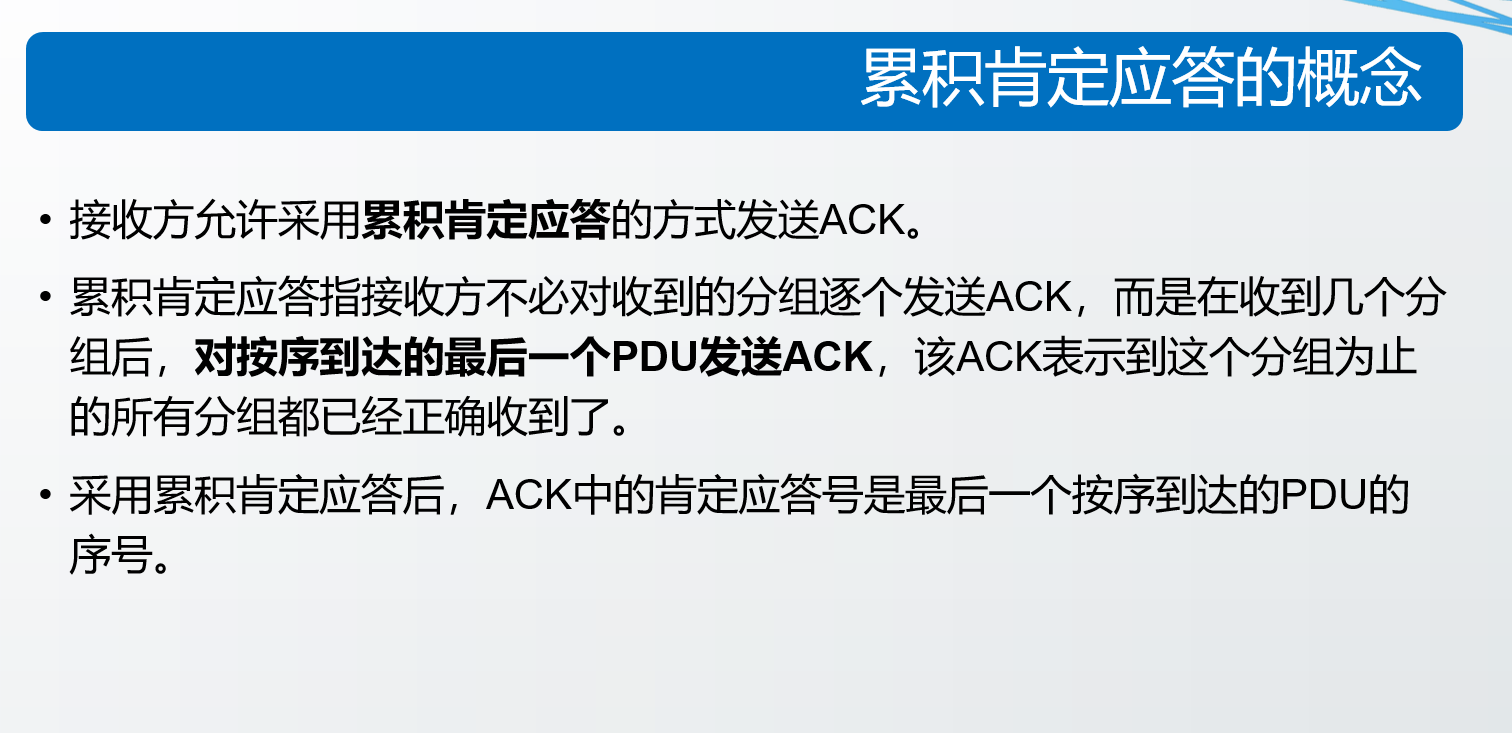 累积肯定应答的概念
• 接收方允许采用累积肯定应答的方式发送ACK。
• 累积肯定应答指接收方不必对收到的分组逐个发送ACK，而是在收到几个分
组后，对按序到达的最后一个PDU发送ACK，该ACK表示到这个分组为止
的所有分组都已经正确收到了。
• 采用累积肯定应答后，ACK中的肯定应答号是最后一个按序到达的PDU的
序号。